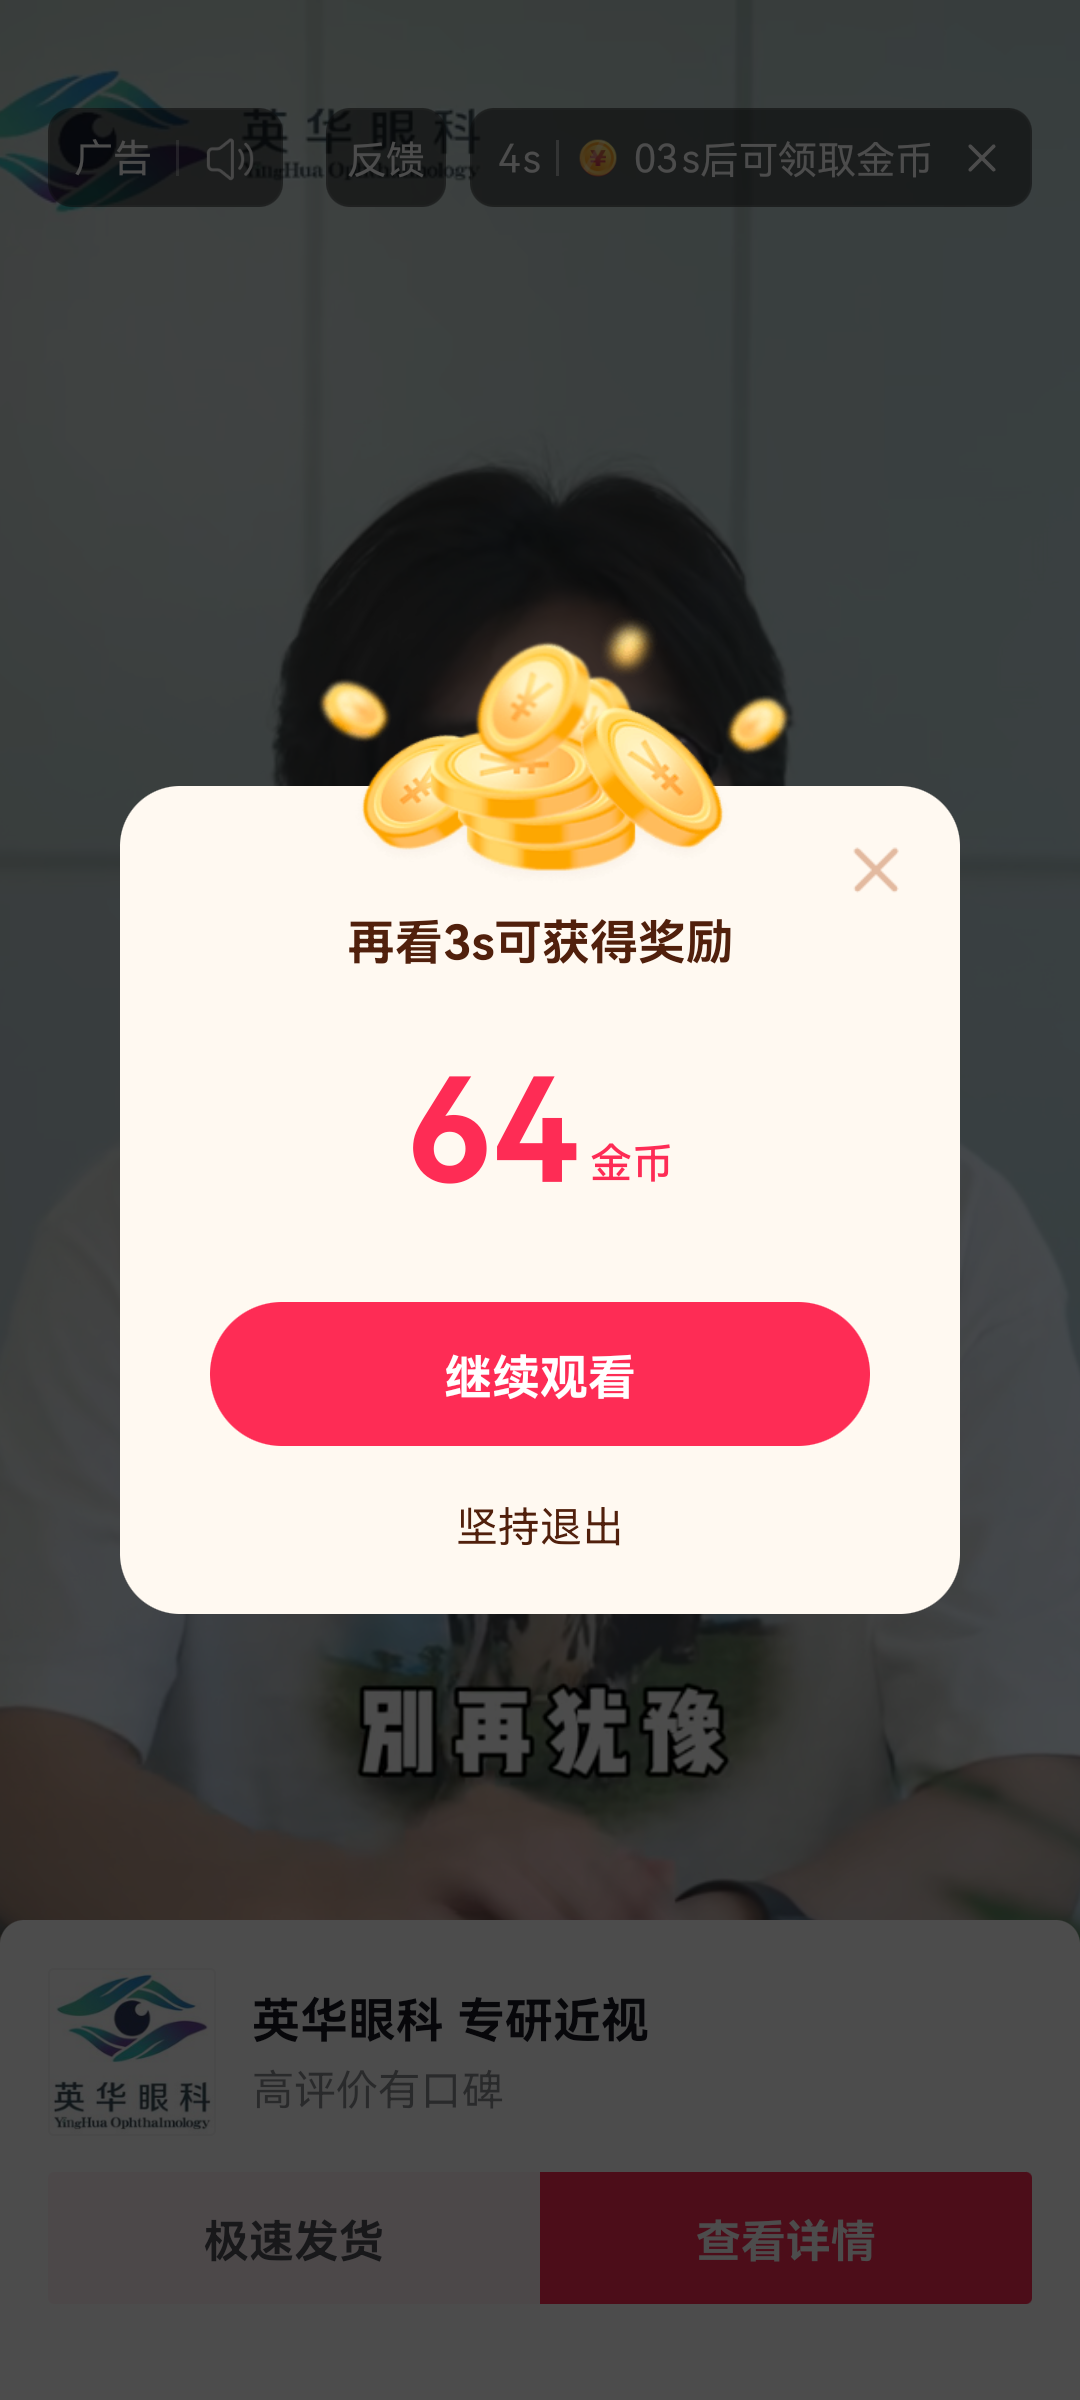 英华眼科
YingHua Ophthalmology
广告
反馈
4s
03s后可领取金币
再看3s可获得奖励
64金币
继续观看
坚持退出
别再犹豫
英华眼科
YingHua Ophthalmology
英华眼科 专研近视
高评价有口碑
极速发货
查看详情